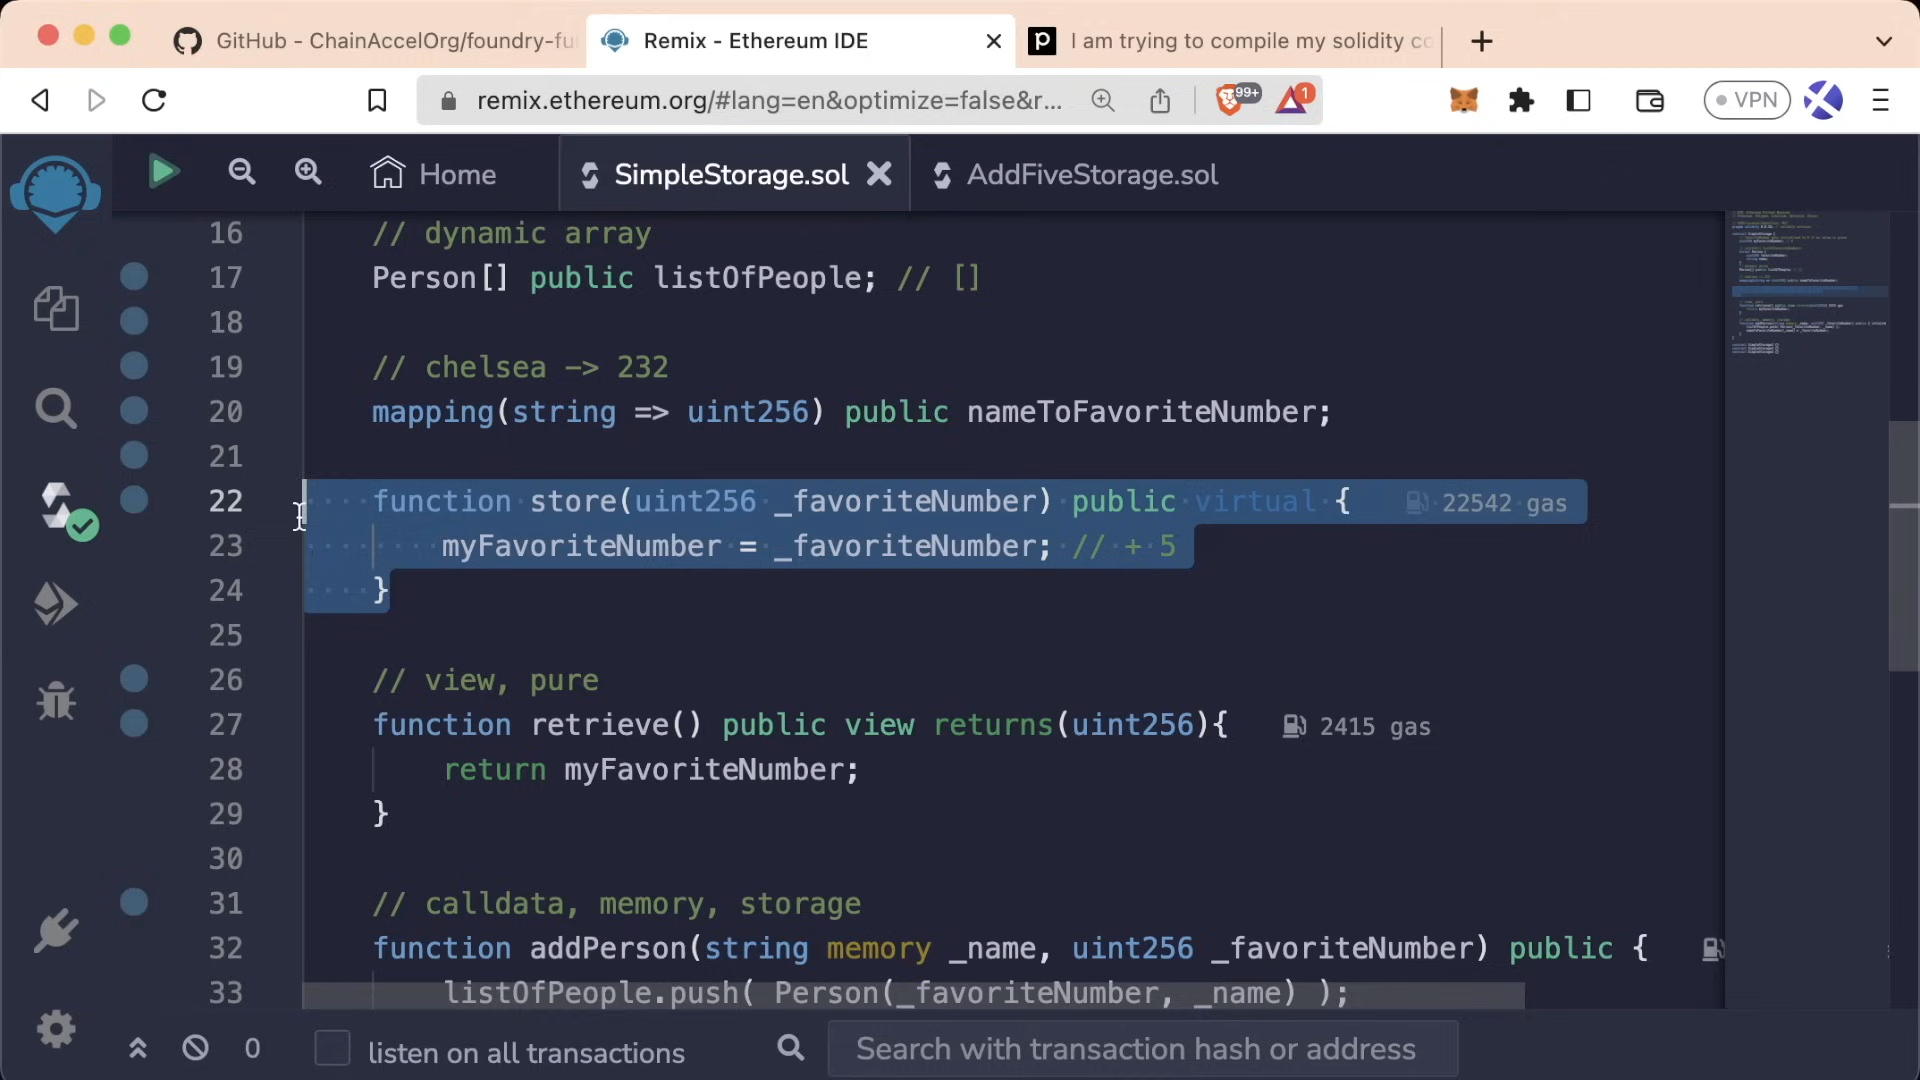 GitHub - ChainAccelOrg/foundry-fu
Remix - Ethereum IDE
I am trying to compile my solidity co
remix.ethereum.org/#lang=en&optimize=false&r...
99+
1
VPN
Home
SimpleStorage.sol
AddFiveStorage.sol
16 // dynamic array
17 Person[] public listOfPeople; // []
18
19 // chelsea -> 232
20 mapping(string => uint256) public nameToFavoriteNumber;
21
22 function store(uint256 _favoriteNumber) public virtual { 22542 gas
23 myFavoriteNumber = _favoriteNumber; // + 5
24 }
25
26 // view, pure
27 function retrieve() public view returns(uint256){ 2415 gas
28 return myFavoriteNumber;
29 }
30
31 // calldata, memory, storage
32 function addPerson(string memory _name, uint256 _favoriteNumber) public {
33 listOfPeople.push( Person(_favoriteNumber, _name) );
0
listen on all transactions
Search with transaction hash or address